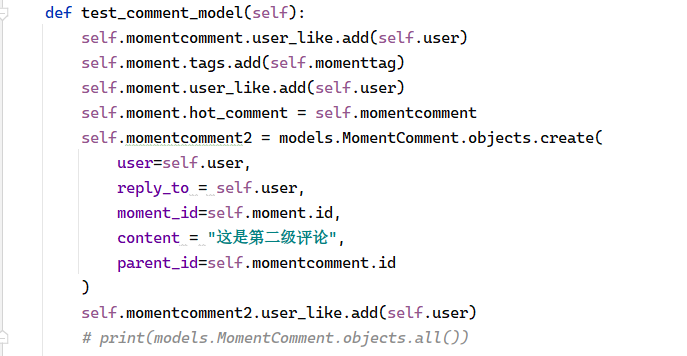 def test_comment_model(self):
self.momentcomment.user_like.add(self.user)
self.moment.tags.add(self.momenttag)
self.moment.user_like.add(self.user)
self.moment.hot_comment = self.momentcomment
self.momentcomment2 = models.MomentComment.objects.create(
user=self.user,
reply_to = self.user,
moment_id=self.moment.id,
content = "这是第二级评论",
parent_id=self.momentcomment.id
)
self.momentcomment2.user_like.add(self.user)
# print(models.MomentComment.objects.all())